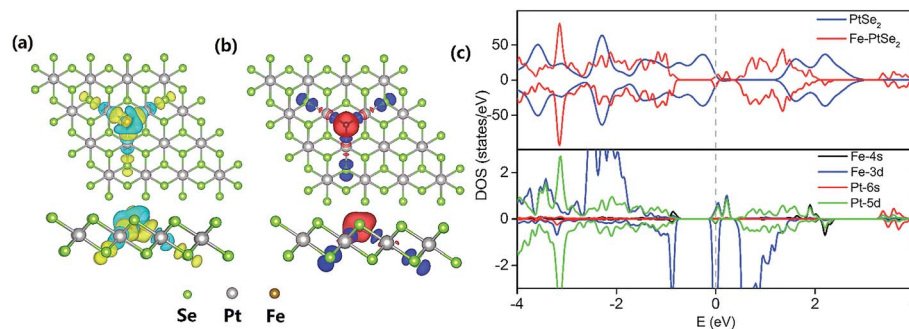 (a)
(b)
(c)
Se
Pt
Fe
DOS (states/eV)
50
0
-50
PtSe₂
Fe-PtSe₂
2
0
-2
Fe-4s
Fe-3d
Pt-6s
Pt-5d
-4
-2
0
2
4
E (eV)